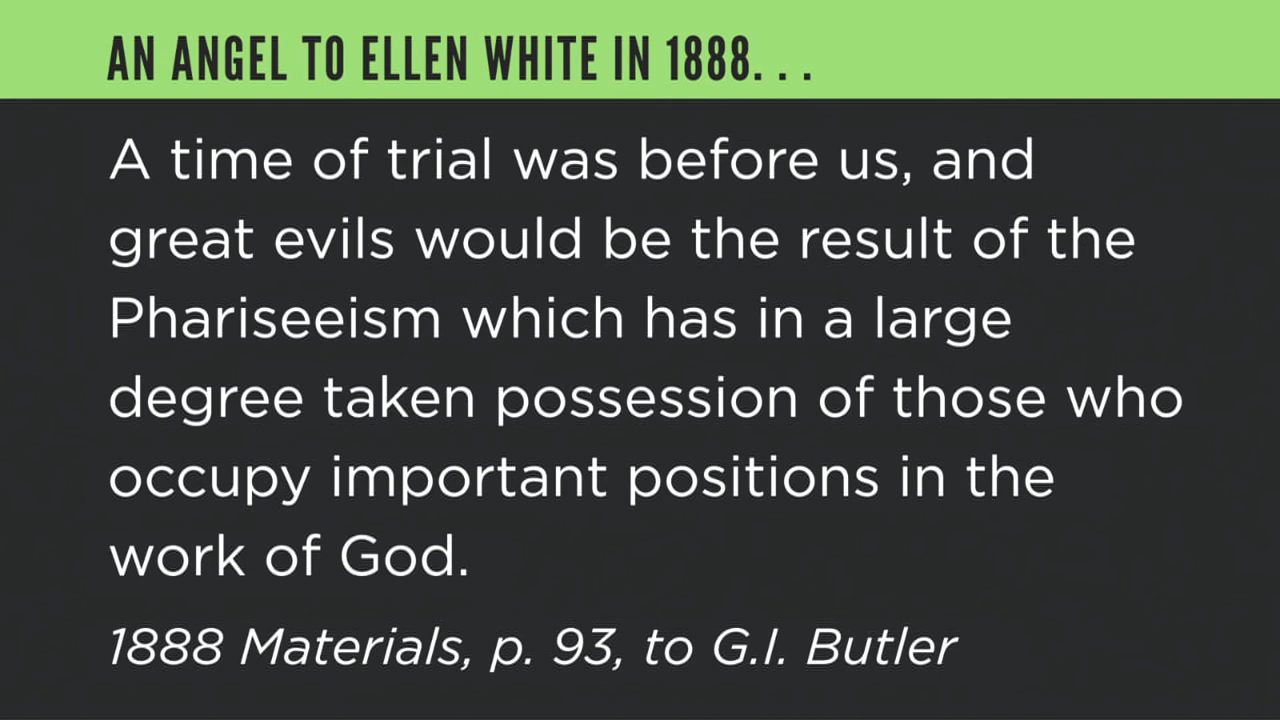 AN ANGEL TO ELLEN WHITE IN 1888. . .
A time of trial was before us, and
great evils would be the result of the
Phariseeism which has in a large
degree taken possession of those who
occupy important positions in the
work of God.
1888 Materials, p. 93, to G.I. Butler